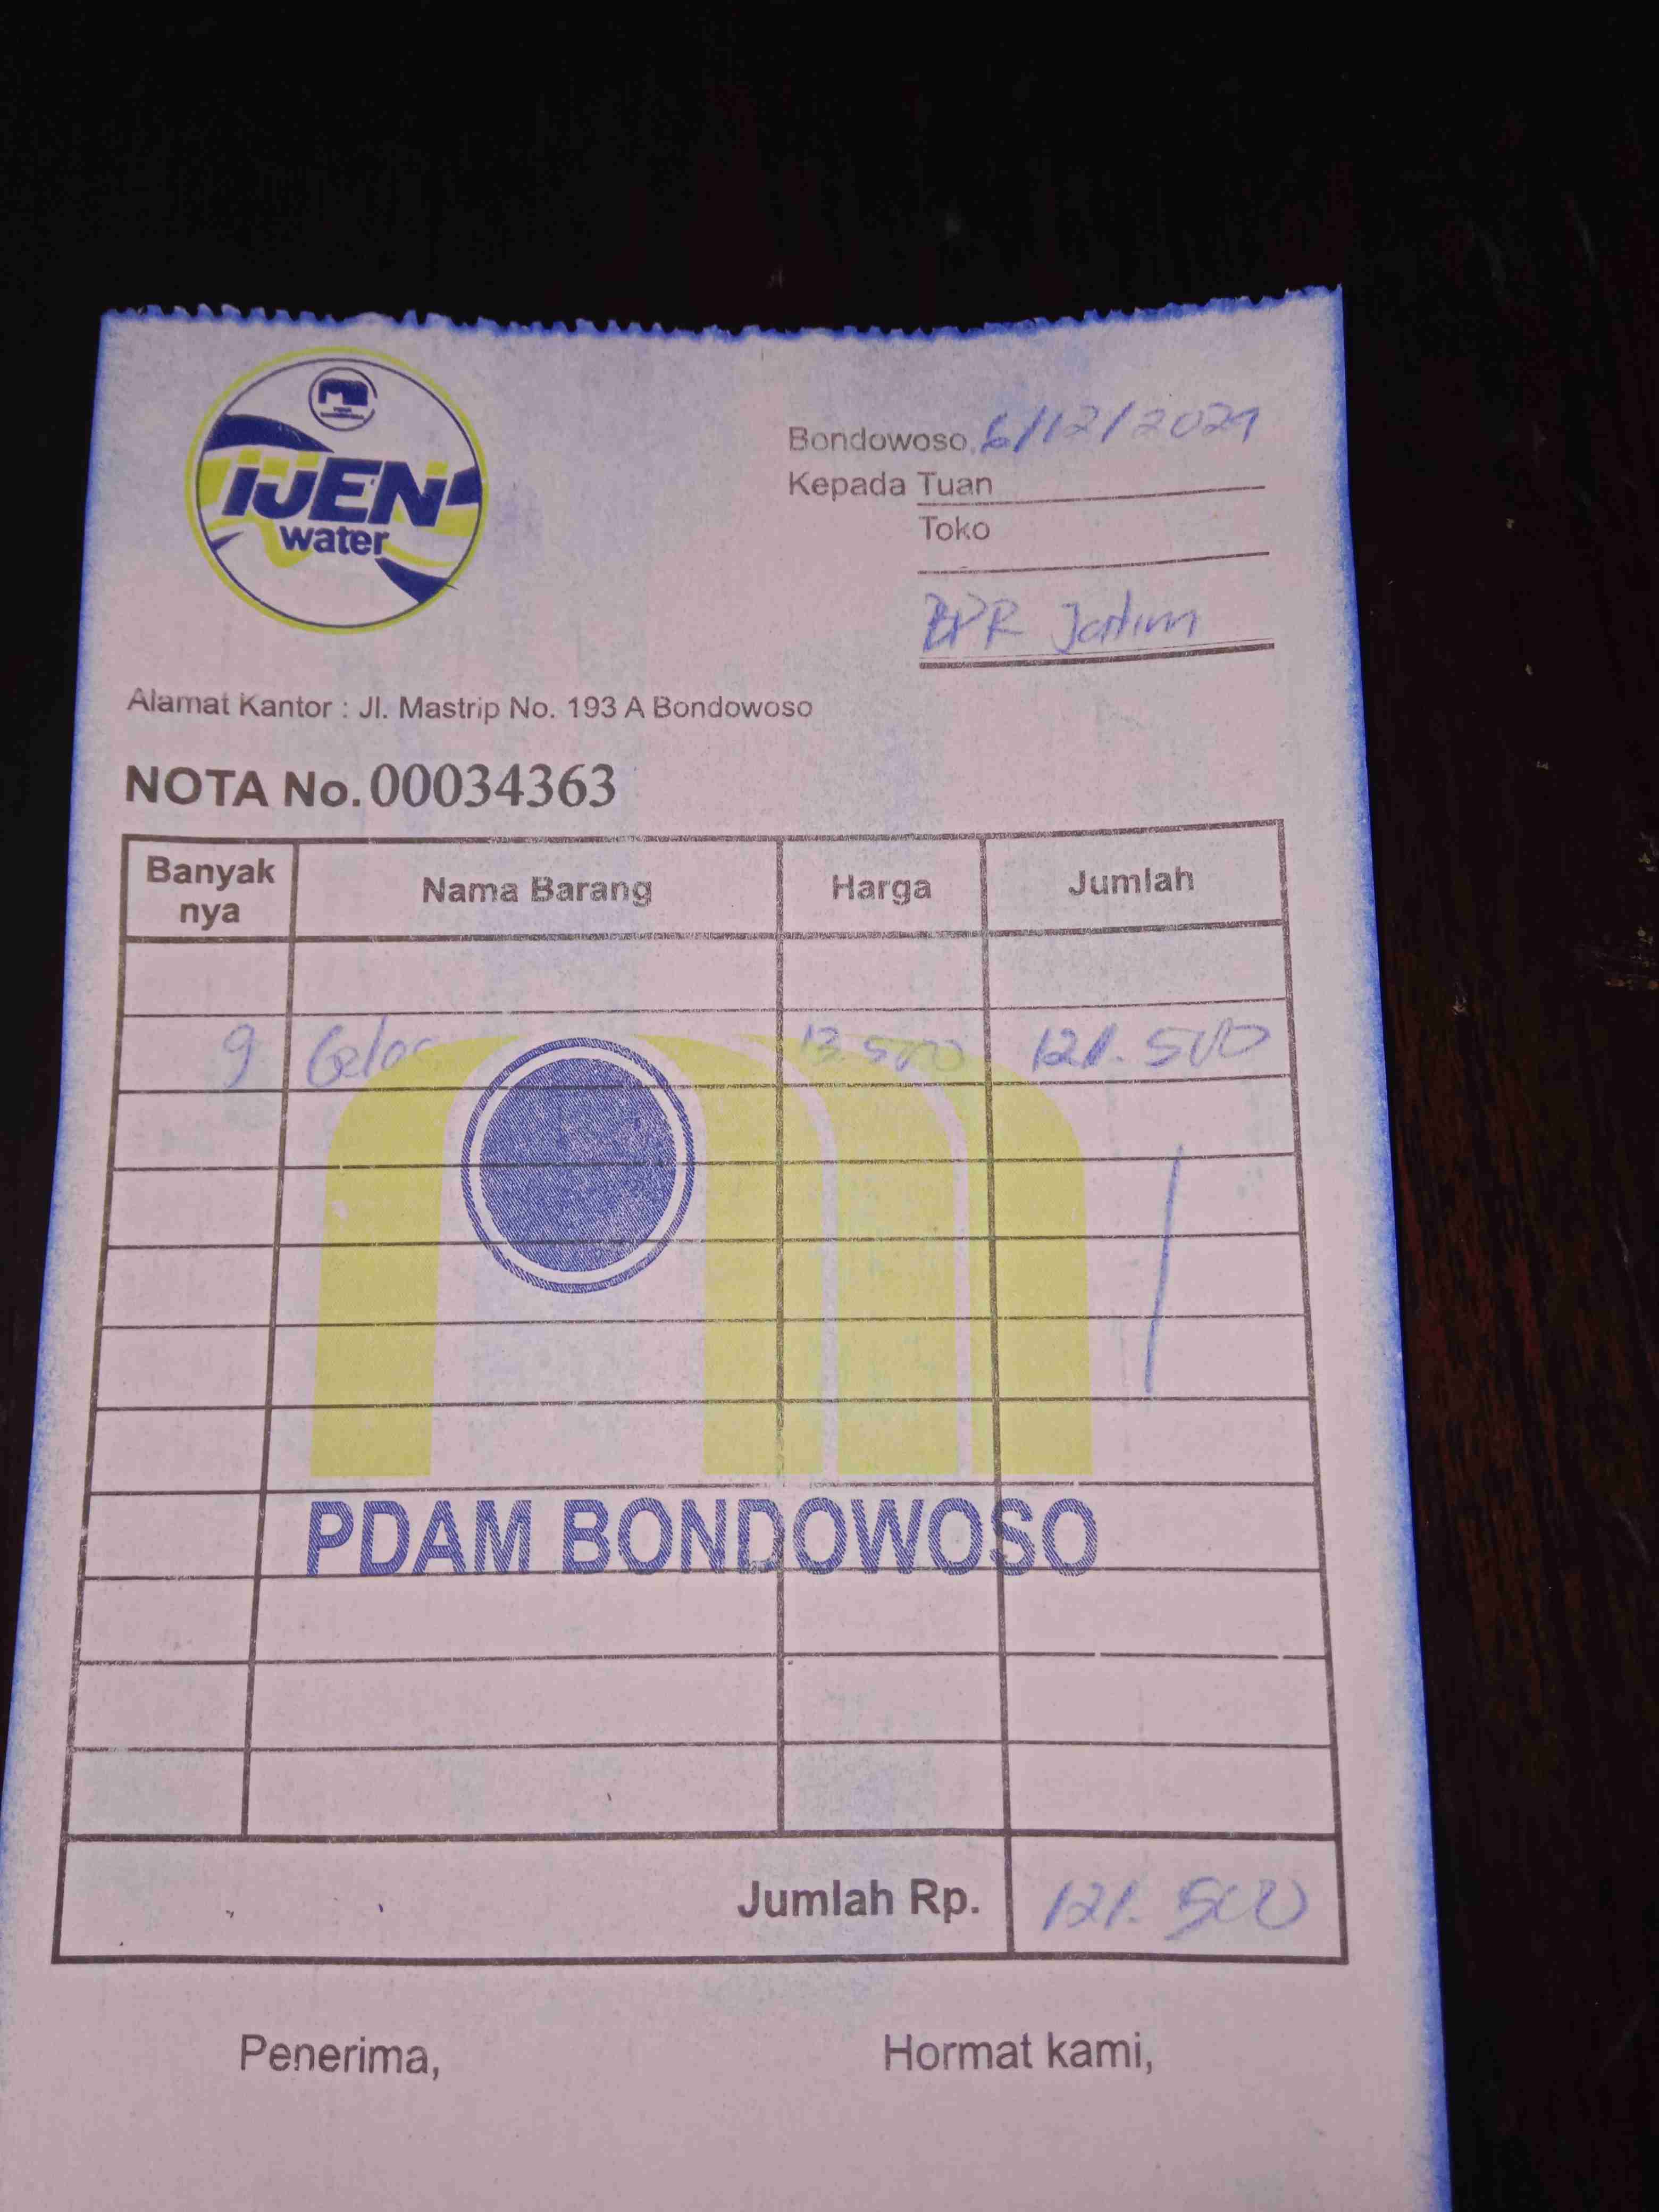 IJEN
water
Bondowoso, 6/12/2024
Kepada Tuan
Toko
BPR Jatim
Alamat Kantor : Jl. Mastrip No. 193 A Bondowoso
NOTA No. 00034363
Banyak nya Nama Barang Harga Jumlah
9 Gelas 13.500 121.500
PDAM BONDOWOSO
Jumlah Rp. 121.500
Penerima, Hormat kami,